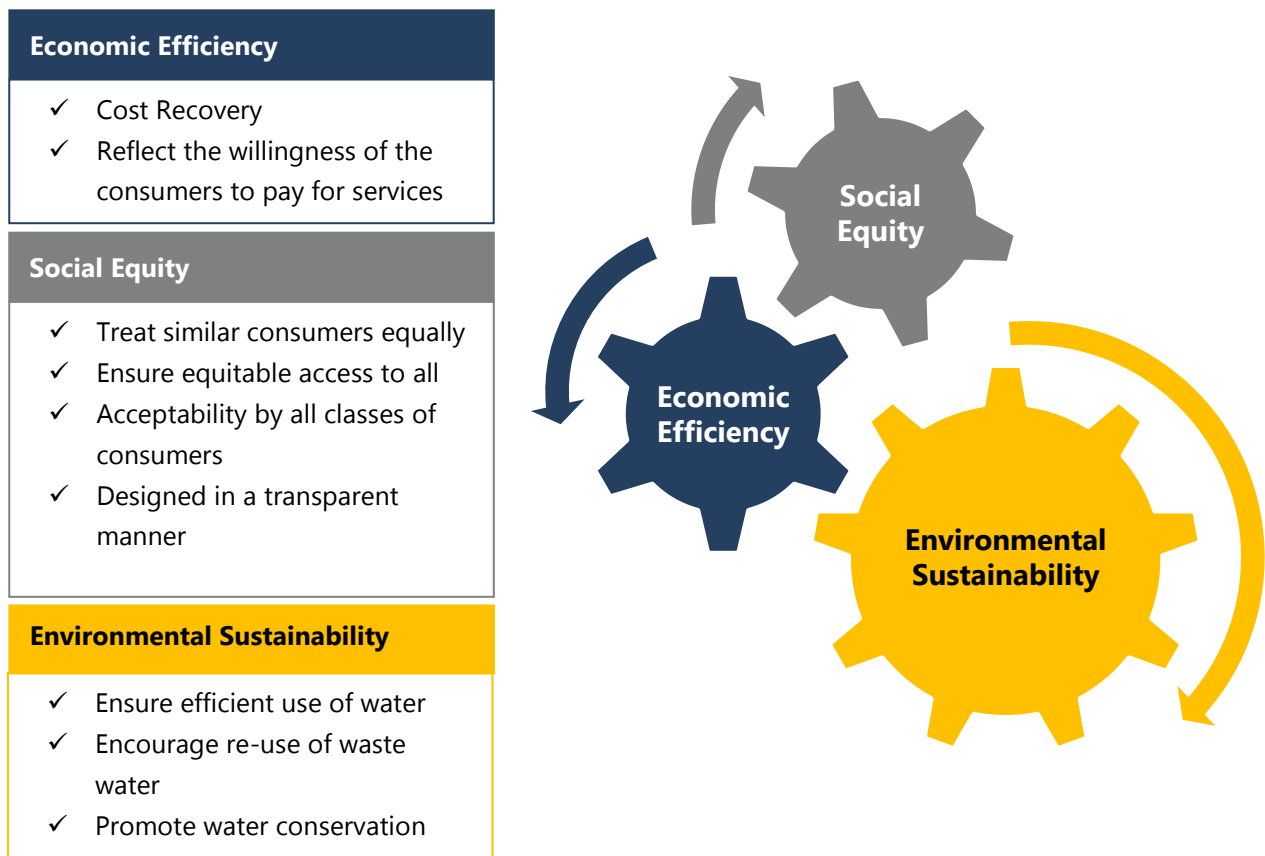 Economic Efficiency
✓ Cost Recovery
✓ Reflect the willingness of the
consumers to pay for services
Social Equity
✓ Treat similar consumers equally
✓ Ensure equitable access to all
✓ Acceptability by all classes of
consumers
✓ Designed in a transparent
manner
Environmental Sustainability
✓ Ensure efficient use of water
✓ Encourage re-use of waste
water
✓ Promote water conservation
Social
Equity
Economic
Efficiency
Environmental
Sustainability